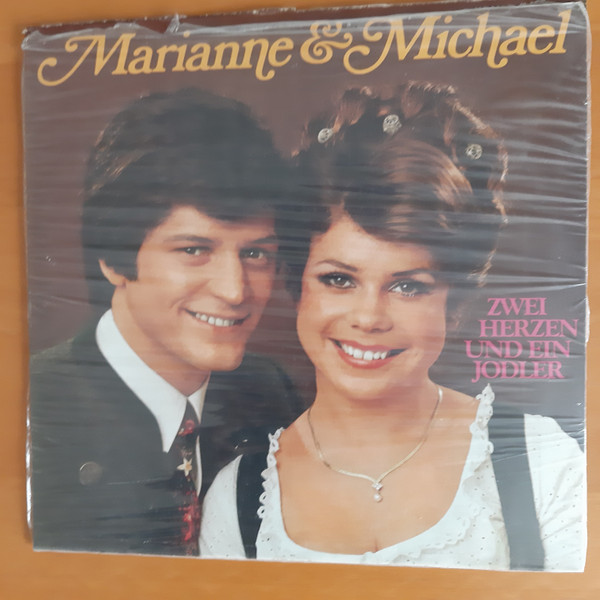 Marianne & Michael
ZWEI
HERZEN
UND EIN
JODLER